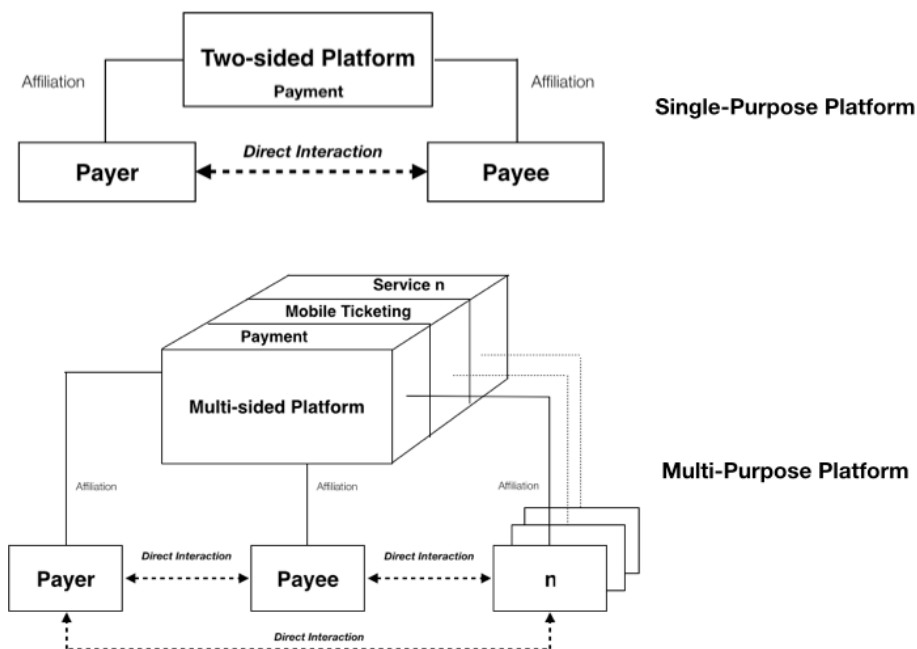 Two-sided Platform
Payment
Affiliation
Affiliation
Single-Purpose Platform
Direct Interaction
Payer
Payee
Service n
Mobile Ticketing
Payment
Multi-sided Platform
Multi-Purpose Platform
Affiliation
Affiliation
Affiliation
Direct Interaction
Direct Interaction
Payer
Payee
n
Direct Interaction